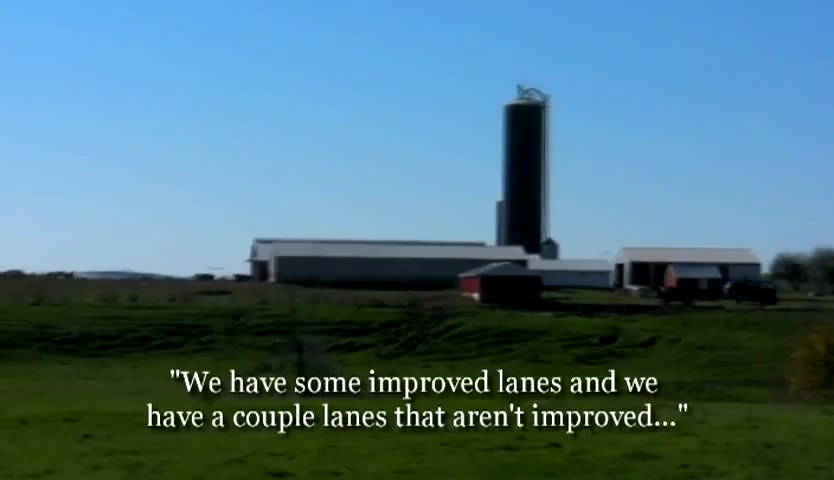 "We have some improved lanes and we
have a couple lanes that aren't improved..."